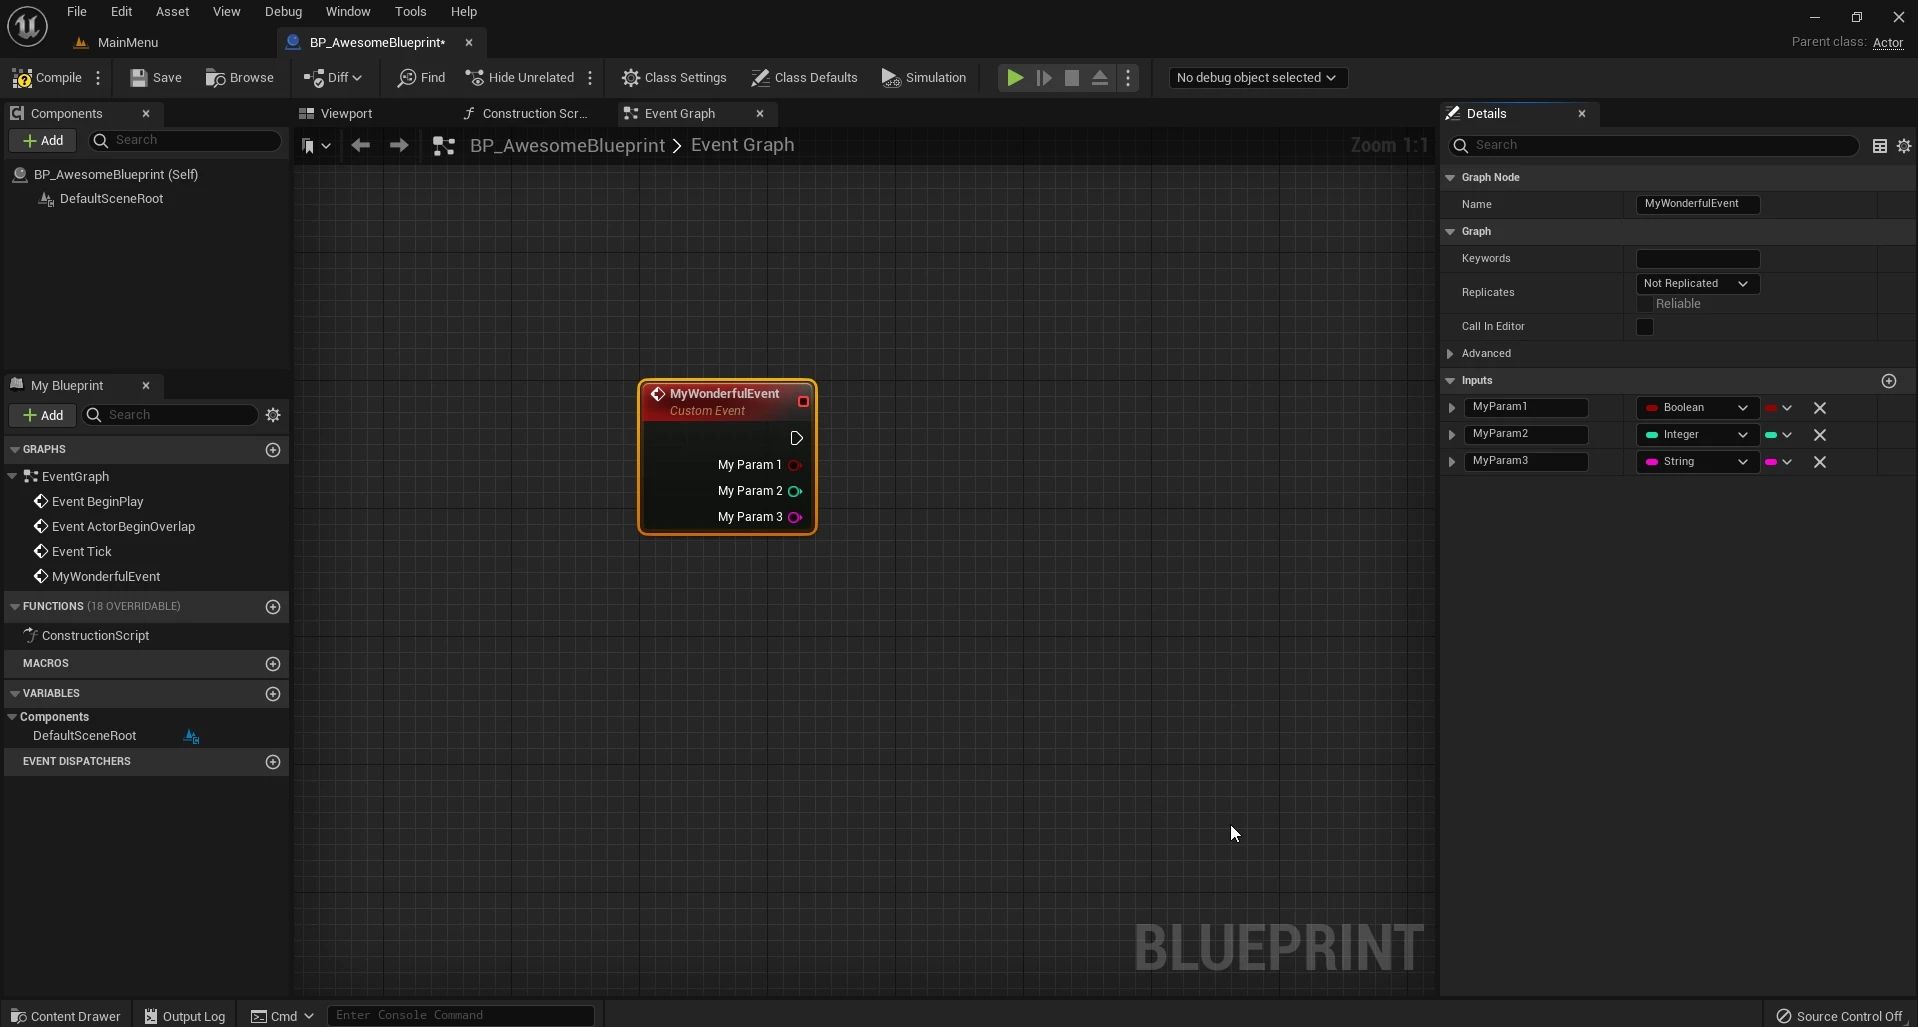 File Edit Asset View Debug Window Tools Help
MainMenu
BP_AwesomeBlueprint*
Parent class: Actor
Compile Save Browse Diff Find Hide Unrelated Class Settings Class Defaults Simulation No debug object selected
Components
Add Search
BP_AwesomeBlueprint (Self)
DefaultSceneRoot
My Blueprint
Add Search
GRAPHS
EventGraph
Event BeginPlay
Event ActorBeginOverlap
Event Tick
MyWonderfulEvent
FUNCTIONS (18 OVERRIDABLE)
ConstructionScript
MACROS
VARIABLES
Components
DefaultSceneRoot
EVENT DISPATCHERS
Viewport Construction Scr... Event Graph
BP_AwesomeBlueprint > Event Graph
Zoom 1:1
MyWonderfulEvent
Custom Event
My Param 1
My Param 2
My Param 3
BLUEPRINT
Details
Search
Graph Node
Name MyWonderfulEvent
Graph
Keywords
Replicates Not Replicated
Reliable
Call In Editor
Advanced
Inputs
MyParam1 Boolean
MyParam2 Integer
MyParam3 String
Content Drawer Output Log Cmd Enter Console Command Source Control Off